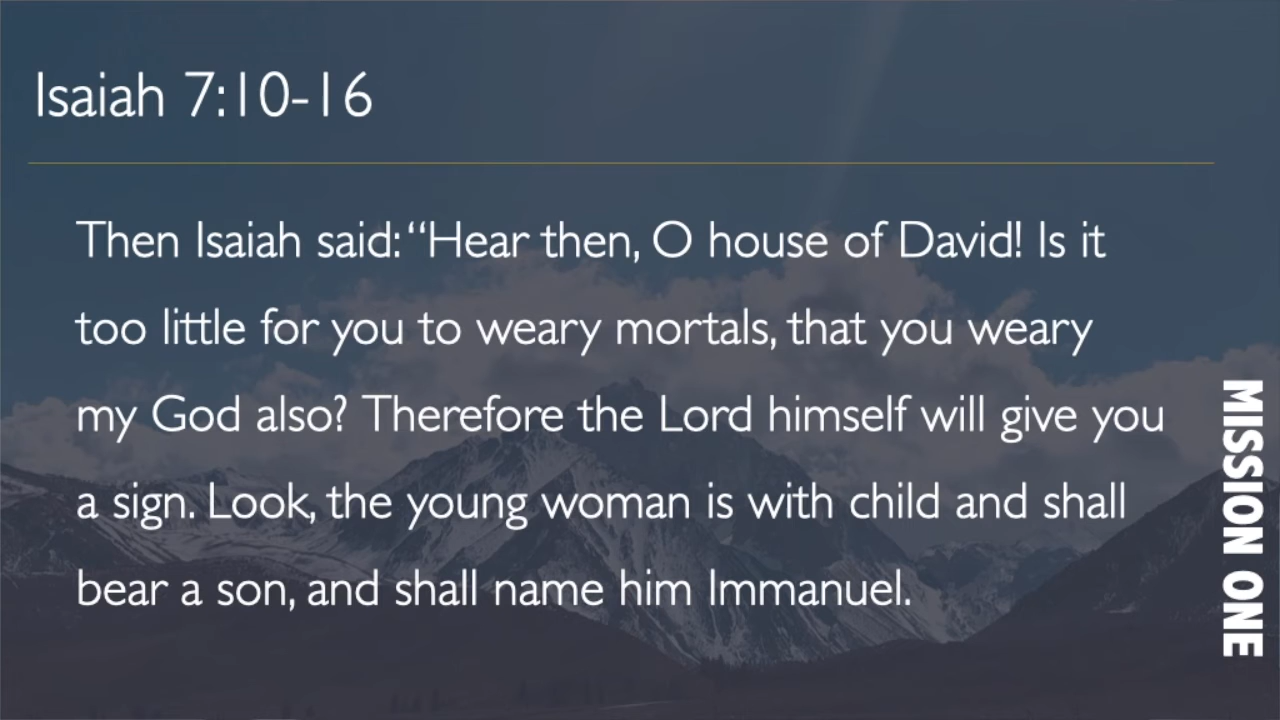 Isaiah 7:10-16
Then Isaiah said: “Hear then, O house of David! Is it
too little for you to weary mortals, that you weary
my God also? Therefore the Lord himself will give you
a sign. Look, the young woman is with child and shall
bear a son, and shall name him Immanuel.
MISSION ONE